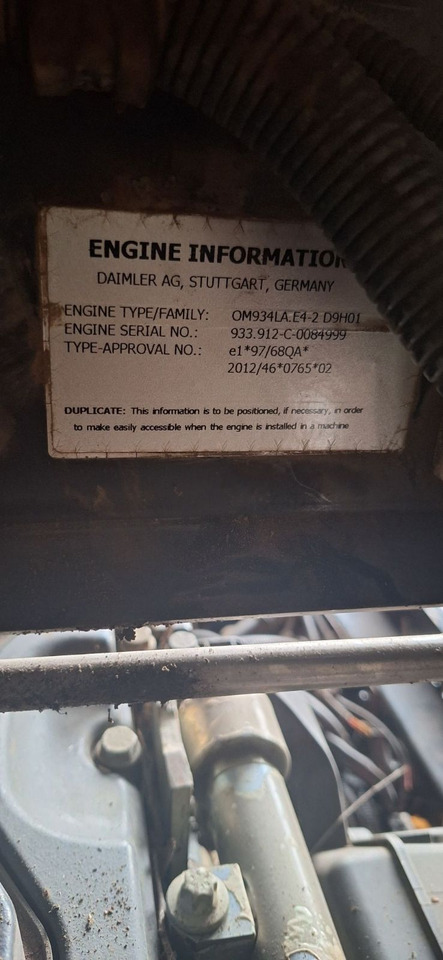 ENGINE INFORMATION
DAIMLER AG, STUTTGART, GERMANY
ENGINE TYPE/FAMILY: OM934LA.E4-2 D9H01
ENGINE SERIAL NO.: 933.912-C-0084999
TYPE-APPROVAL NO.: e1*97/68QA*
2012/46*0765*02
DUPLICATE: This information is to be positioned, if necessary, in order
to make easily accessible when the engine is installed in a machine